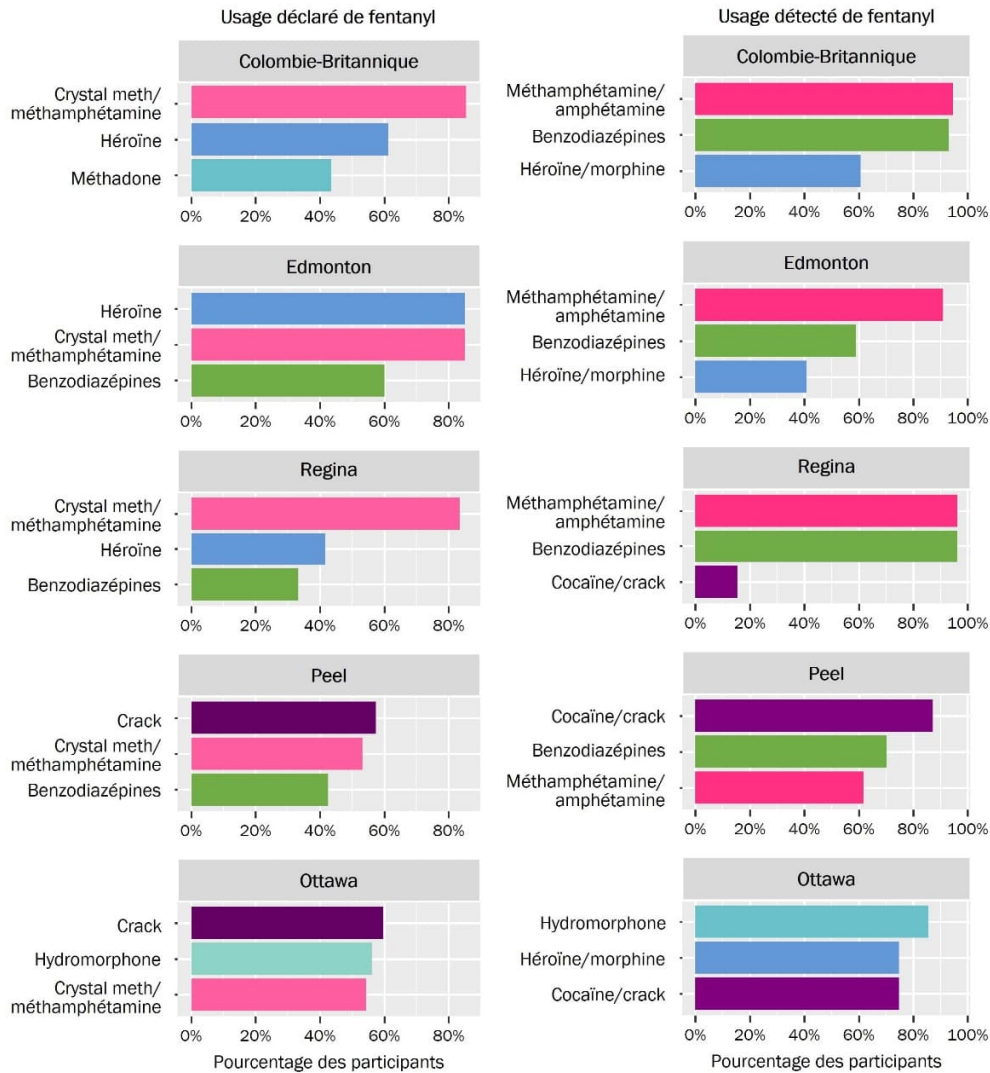 Usage déclaré de fentanyl
Colombie-Britannique
Crystal meth/
méthamphétamine
Héroïne
Méthadone
0% 20% 40% 60% 80%
Edmonton
Héroïne
Crystal meth/
méthamphétamine
Benzodiazépines
0% 20% 40% 60% 80%
Regina
Crystal meth/
méthamphétamine
Héroïne
Benzodiazépines
0% 20% 40% 60% 80%
Peel
Crack
Crystal meth/
méthamphétamine
Benzodiazépines
0% 20% 40% 60% 80%
Ottawa
Crack
Hydromorphone
Crystal meth/
méthamphétamine
0% 20% 40% 60% 80%
Pourcentage des participants
Usage détecté de fentanyl
Colombie-Britannique
Méthamphétamine/
amphétamine
Benzodiazépines
Héroïne/morphine
0% 20% 40% 60% 80% 100%
Edmonton
Méthamphétamine/
amphétamine
Benzodiazépines
Héroïne/morphine
0% 20% 40% 60% 80% 100%
Regina
Méthamphétamine/
amphétamine
Benzodiazépines
Cocaïne/crack
0% 20% 40% 60% 80% 100%
Peel
Cocaïne/crack
Benzodiazépines
Méthamphétamine/
amphétamine
0% 20% 40% 60% 80% 100%
Ottawa
Hydromorphone
Héroïne/morphine
Cocaïne/crack
0% 20% 40% 60% 80% 100%
Pourcentage des participants